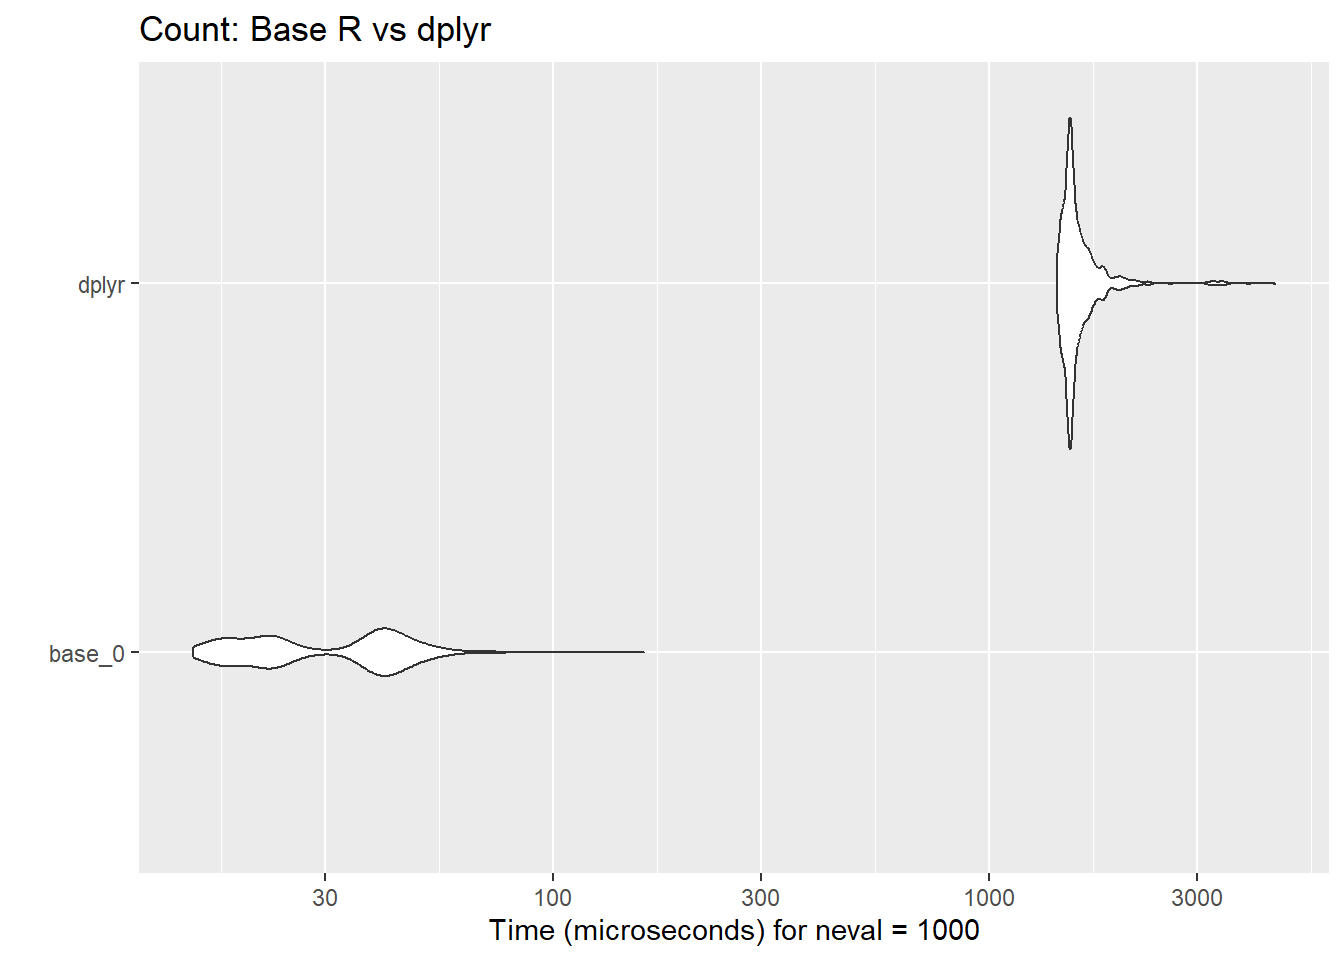 Count: Base R vs dplyr
dplyr
base_0
30 100 300 1000 3000
Time (microseconds) for neval = 1000